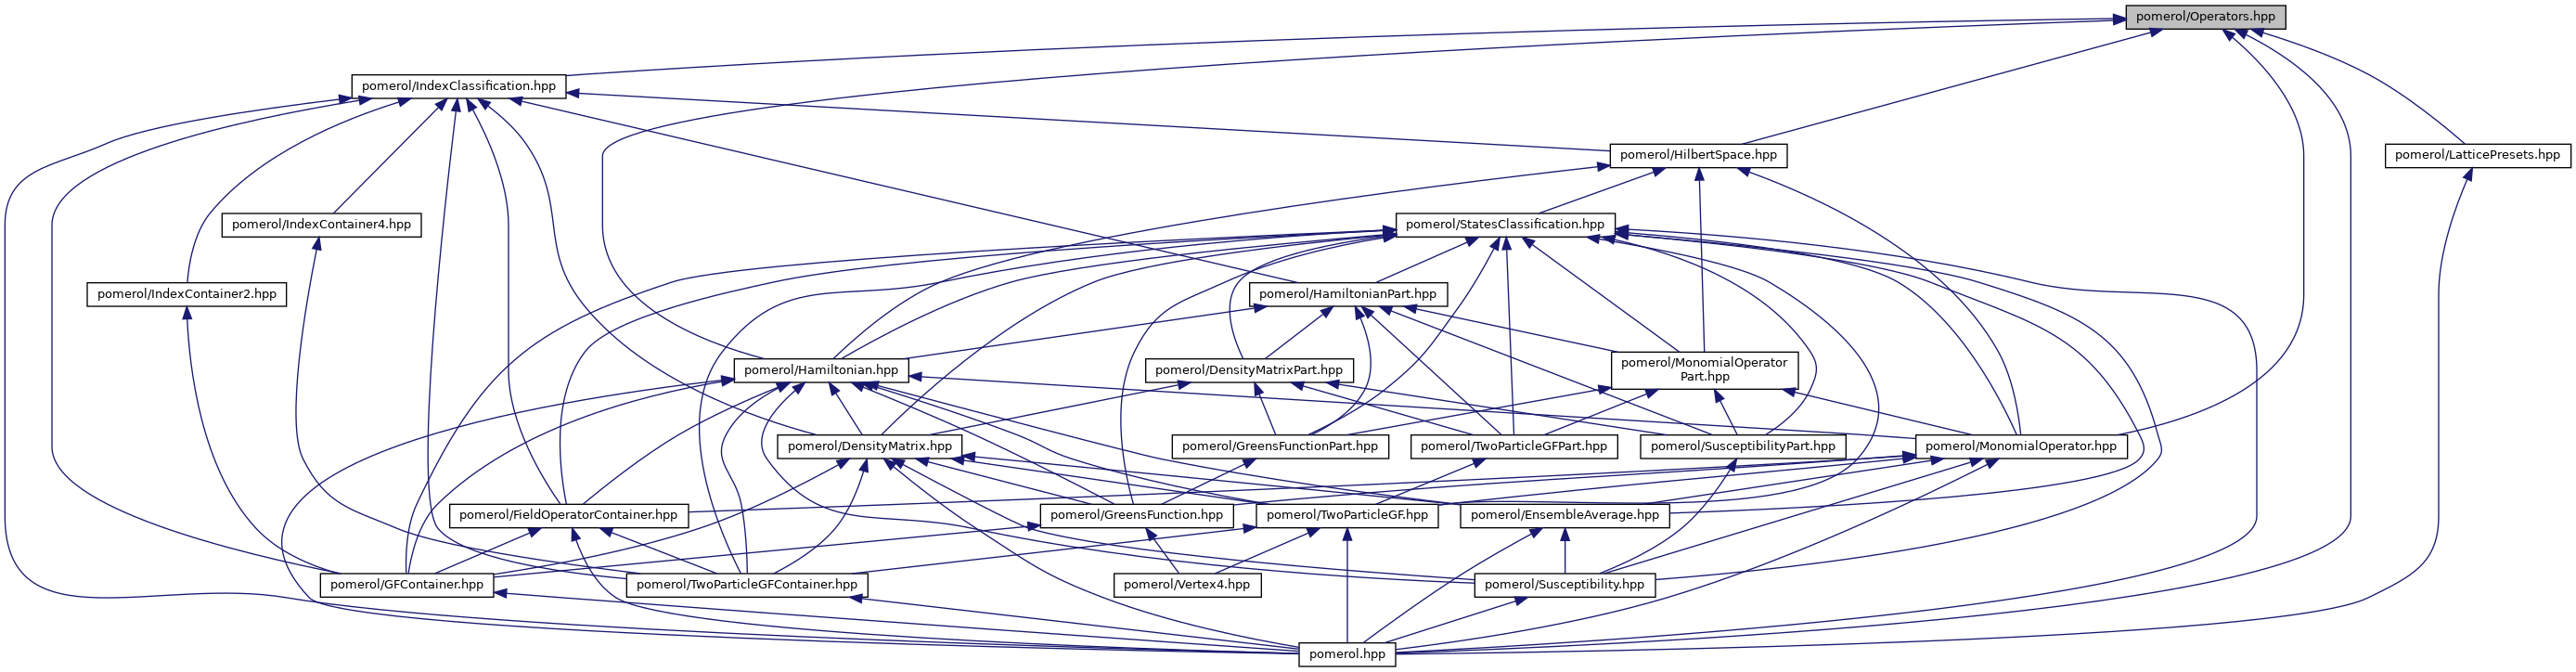 pomerol/Operators.hpp
pomerol/IndexClassification.hpp
pomerol/HilbertSpace.hpp
pomerol/LatticePresets.hpp
pomerol/IndexContainer4.hpp
pomerol/StatesClassification.hpp
pomerol/IndexContainer2.hpp
pomerol/HamiltonianPart.hpp
pomerol/Hamiltonian.hpp
pomerol/DensityMatrixPart.hpp
pomerol/MonomialOperator
Part.hpp
pomerol/DensityMatrix.hpp
pomerol/GreensFunctionPart.hpp
pomerol/TwoParticleGFPart.hpp
pomerol/SusceptibilityPart.hpp
pomerol/MonomialOperator.hpp
pomerol/FieldOperatorContainer.hpp
pomerol/GreensFunction.hpp
pomerol/TwoParticleGF.hpp
pomerol/EnsembleAverage.hpp
pomerol/GFContainer.hpp
pomerol/TwoParticleGFContainer.hpp
pomerol/Vertex4.hpp
pomerol/Susceptibility.hpp
pomerol.hpp